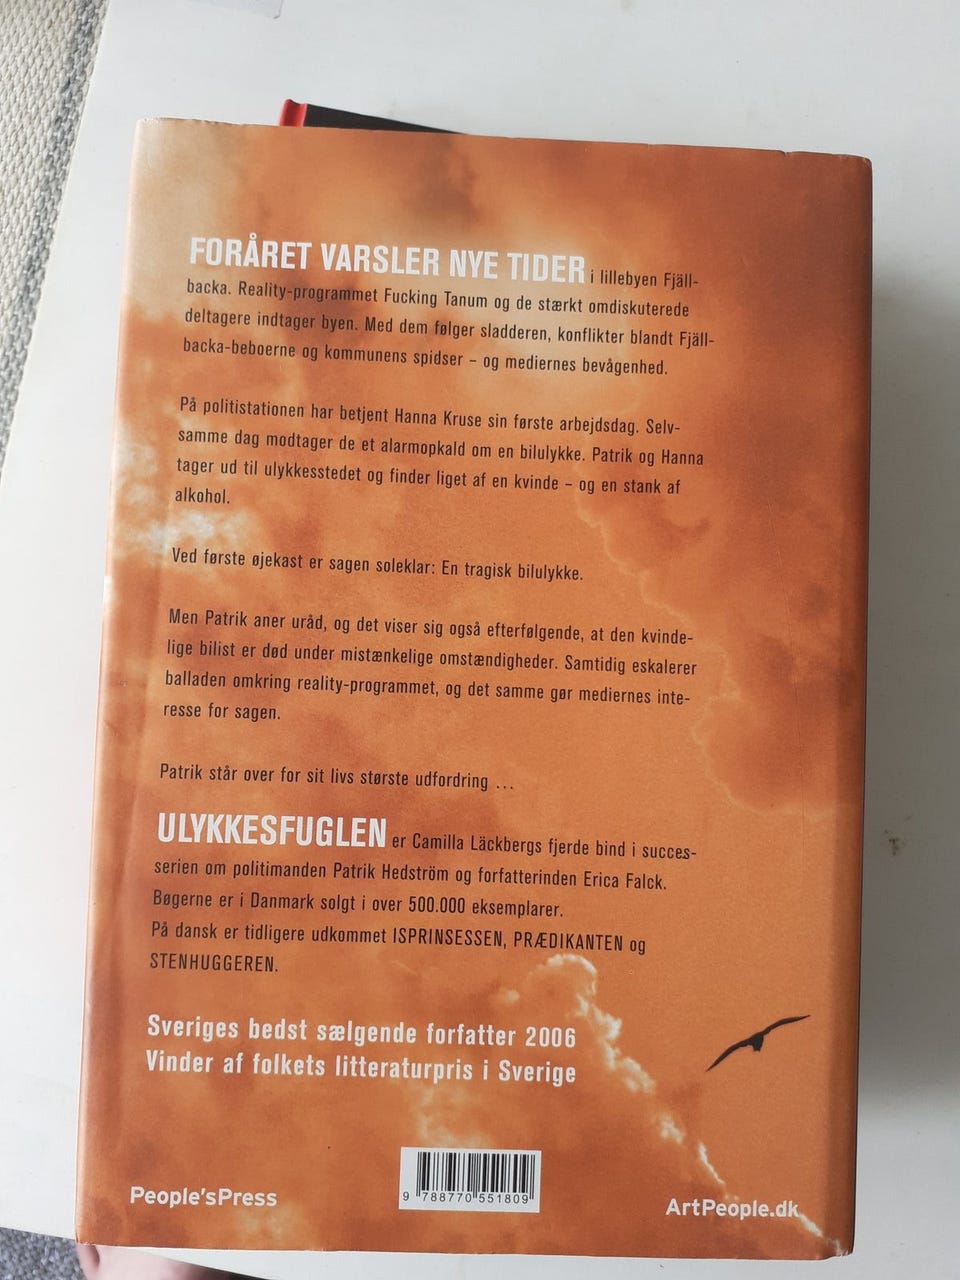 FORÅRET VARSLER NYE TIDER i lillebyen Fjäll-
backa. Reality-programmet Fucking Tanum og de stærkt omdiskuterede
deltagere indtager byen. Med dem følger sladderen, konflikter blandt Fjäll-
backa-beboerne og kommunens spidser – og mediernes bevågenhed.
På politistationen har betjent Hanna Kruse sin første arbejdsdag. Selv-
samme dag modtager de et alarmopkald om en bilulykke. Patrik og Hanna
tager ud til ulykkesstedet og finder liget af en kvinde – og en stank af
alkohol.
Ved første øjekast er sagen soleklar: En tragisk bilulykke.
Men Patrik aner uråd, og det viser sig også efterfølgende, at den kvinde-
lige bilist er død under mistænkelige omstændigheder. Samtidig eskalerer
balladen omkring reality-programmet, og det samme gør mediernes inte-
resse for sagen.
Patrik står over for sit livs største udfordring ...
ULYKKESFUGLEN er Camilla Läckbergs fjerde bind i succes-
serien om politimanden Patrik Hedström og forfatterinden Erica Falck.
Bøgerne er i Danmark solgt i over 500.000 eksemplarer.
På dansk er tidligere udkommet ISPRINSESSEN, PRÆDIKANTEN og
STENHUGGEREN.
Sveriges bedst sælgende forfatter 2006
Vinder af folkets litteraturpris i Sverige
9 788770 551809
People'sPress
ArtPeople.dk